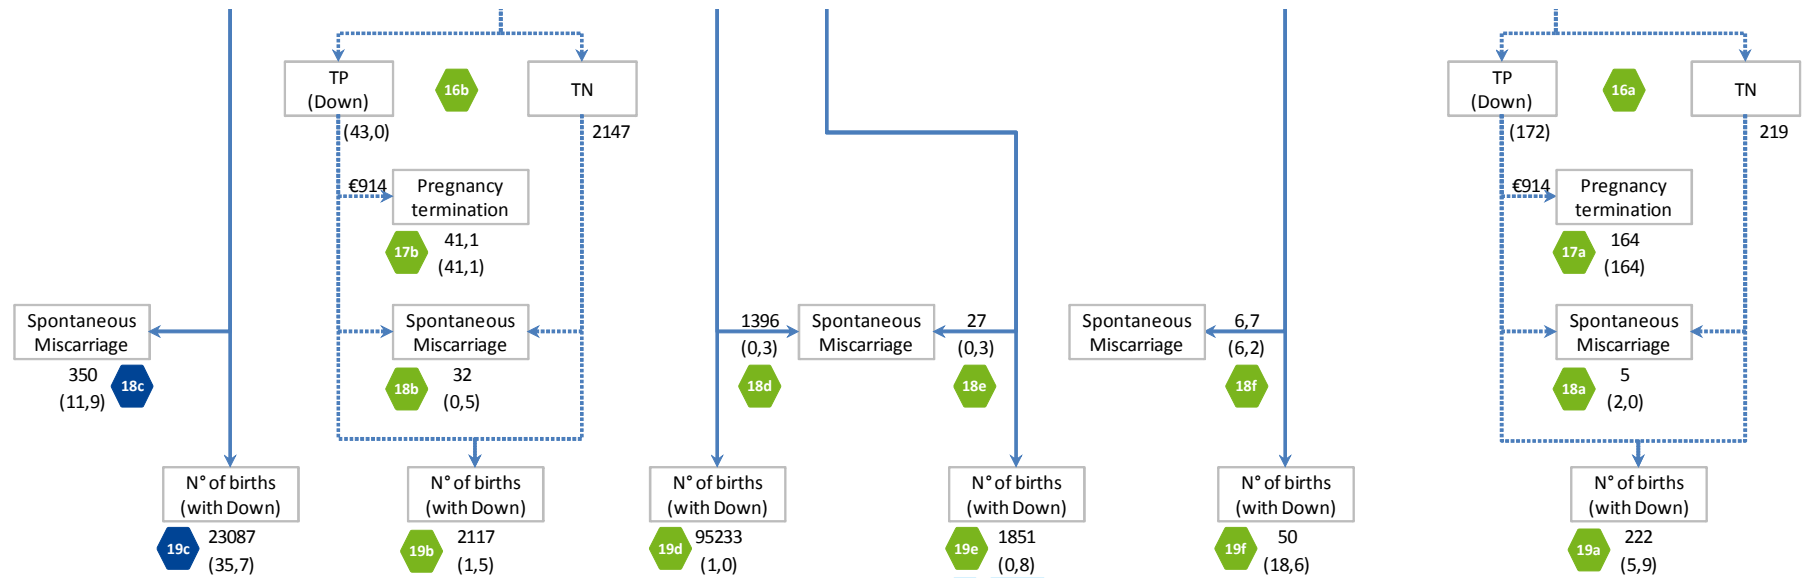 TP
(Down)
16b
TN
(43,0)
2147
€914
Pregnancy
termination
17b
41,1
(41,1)
Spontaneous
Miscarriage
350
(11,9)
18c
Spontaneous
Miscarriage
18b
32
(0,5)
1396
(0,3)
18d
Spontaneous
Miscarriage
27
(0,3)
18e
Spontaneous
Miscarriage
6,7
(6,2)
18f
TP
(Down)
16a
TN
(172)
219
€914
Pregnancy
termination
17a
164
(164)
Spontaneous
Miscarriage
18a
5
(2,0)
N° of births
(with Down)
19c
23087
(35,7)
N° of births
(with Down)
19b
2117
(1,5)
N° of births
(with Down)
19d
95233
(1,0)
N° of births
(with Down)
19e
1851
(0,8)
N° of births
(with Down)
19f
50
(18,6)
N° of births
(with Down)
19a
222
(5,9)